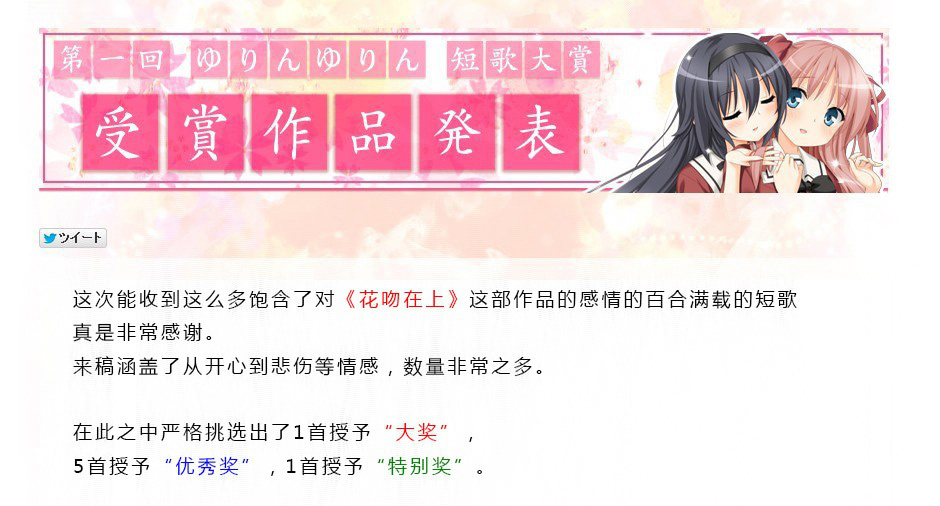 第一回 ゆりんゆりん 短歌大賞
受賞作品発表
ツイート
这次能收到这么多饱含了对《花吻在上》这部作品的感情的百合满载的短歌
真是非常感谢。
来稿涵盖了从开心到悲伤等情感，数量非常之多。
在此之中严格挑选出了1首授予“大奖”，
5首授予“优秀奖”，1首授予“特别奖”。